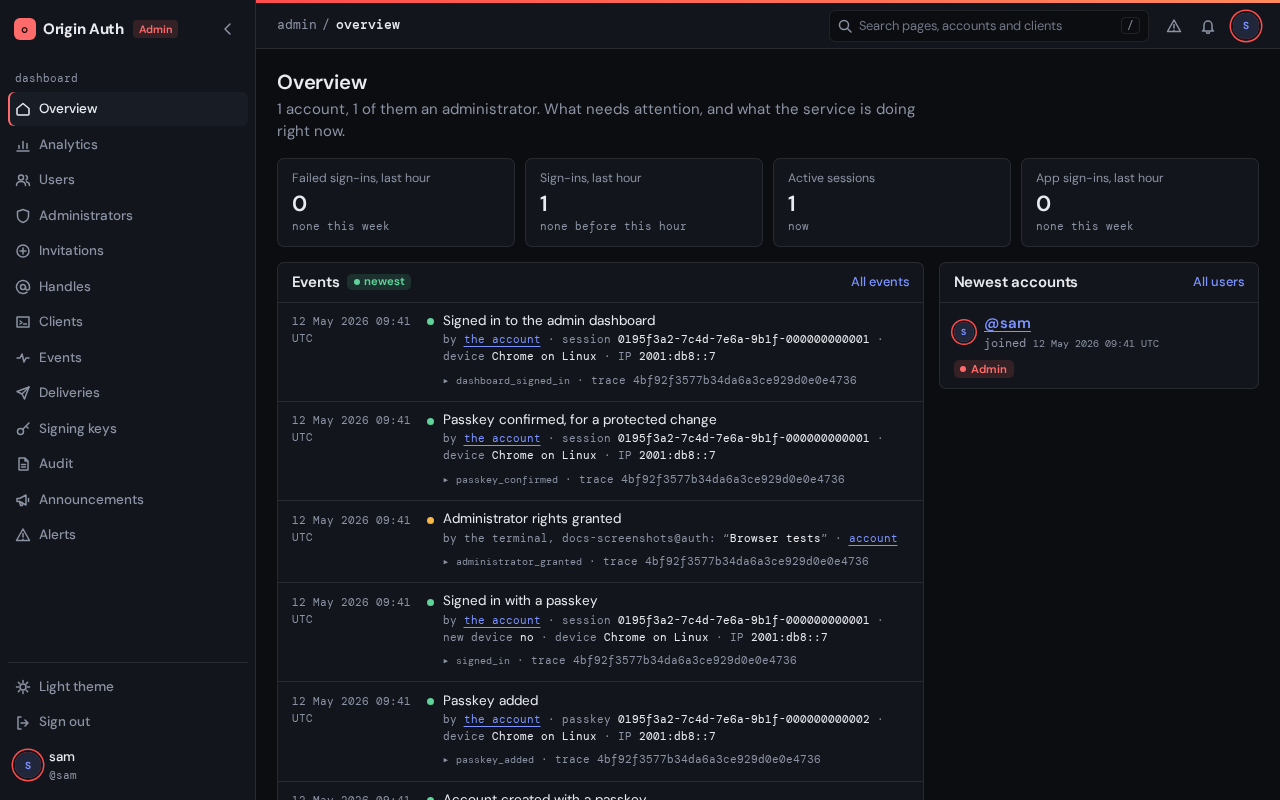 o Origin Auth Admin
dashboard
Overview
Analytics
Users
Administrators
Invitations
Handles
Clients
Events
Deliveries
Signing keys
Audit
Announcements
Alerts
Light theme
Sign out
S sam
@sam
admin / overview
Search pages, accounts and clients /
S
Overview
1 account, 1 of them an administrator. What needs attention, and what the service is doing
right now.
Failed sign-ins, last hour
0
none this week
Sign-ins, last hour
1
none before this hour
Active sessions
1
now
App sign-ins, last hour
0
none this week
Events newest All events
12 May 2026 09:41 UTC
Signed in to the admin dashboard
by the account · session 0195f3a2-7c4d-7e6a-9b1f-000000000001 ·
device Chrome on Linux · IP 2001:db8::7
▸ dashboard_signed_in · trace 4bf92f3577b34da6a3ce929d0e0e4736
12 May 2026 09:41 UTC
Passkey confirmed, for a protected change
by the account · session 0195f3a2-7c4d-7e6a-9b1f-000000000001 ·
device Chrome on Linux · IP 2001:db8::7
▸ passkey_confirmed · trace 4bf92f3577b34da6a3ce929d0e0e4736
12 May 2026 09:41 UTC
Administrator rights granted
by the terminal, docs-screenshots@auth: “Browser tests” · account
▸ administrator_granted · trace 4bf92f3577b34da6a3ce929d0e0e4736
12 May 2026 09:41 UTC
Signed in with a passkey
by the account · session 0195f3a2-7c4d-7e6a-9b1f-000000000001 ·
new device no · device Chrome on Linux · IP 2001:db8::7
▸ signed_in · trace 4bf92f3577b34da6a3ce929d0e0e4736
12 May 2026 09:41 UTC
Passkey added
by the account · passkey 0195f3a2-7c4d-7e6a-9b1f-000000000002 ·
device Chrome on Linux · IP 2001:db8::7
▸ passkey_added · trace 4bf92f3577b34da6a3ce929d0e0e4736
12 May 2026 09:41
Account created with a passkey
Newest accounts All users
S @sam
joined 12 May 2026 09:41 UTC
Admin